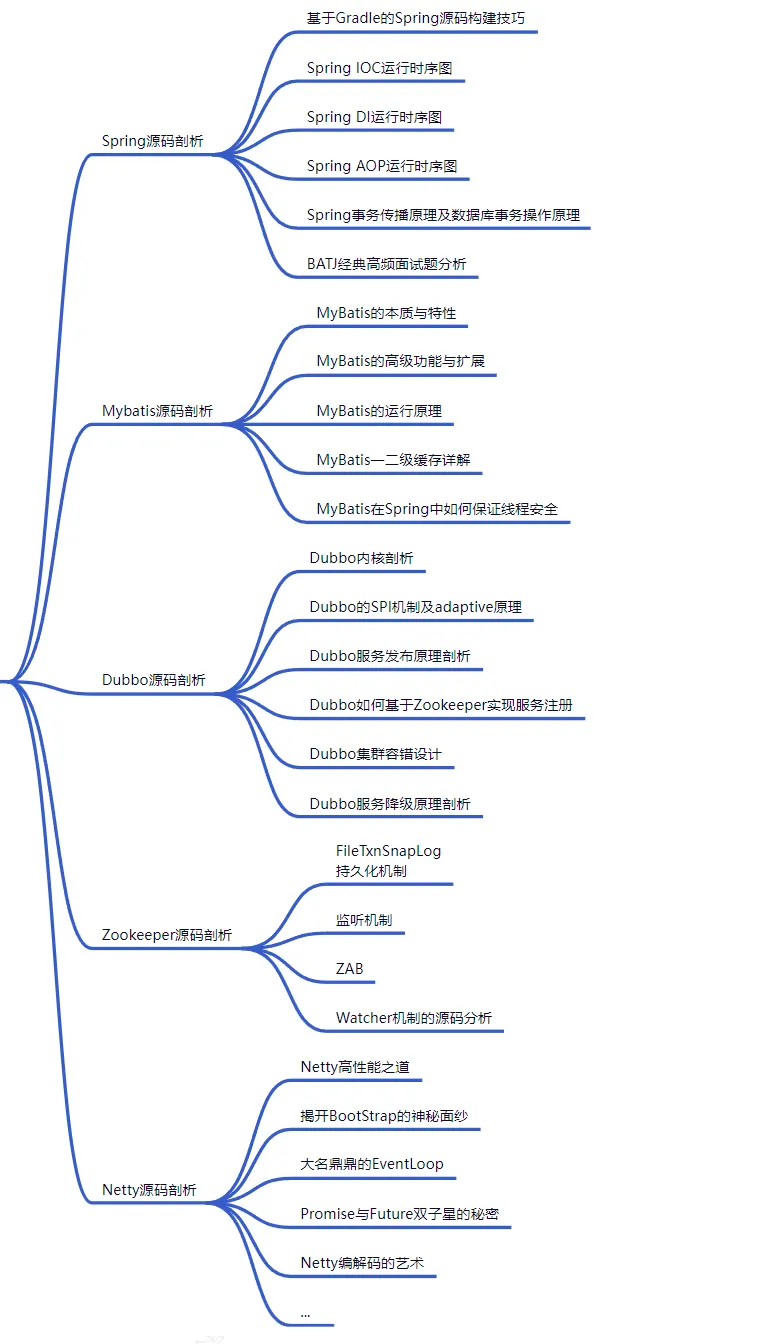 基于Gradle的Spring源码构建技巧
Spring IOC运行时序图
Spring DI运行时序图
Spring源码剖析
Spring AOP运行时序图
Spring事务传播原理及数据库事务操作原理
BATJ经典高频面试题分析
MyBatis的本质与特性
MyBatis的高级功能与扩展
Mybatis源码剖析
MyBatis的运行原理
MyBatis一二级缓存详解
MyBatis在Spring中如何保证线程安全
Dubbo内核剖析
Dubbo的SPI机制及adaptive原理
Dubbo服务发布原理剖析
Dubbo源码剖析
Dubbo如何基于Zookeeper实现服务注册
Dubbo集群容错设计
Dubbo服务降级原理剖析
FileTxnSnapLog
持久化机制
监听机制
Zookeeper源码剖析
ZAB
Watcher机制的源码分析
Netty高性能之道
揭开BootStrap的神秘面纱
大名鼎鼎的EventLoop
Netty源码剖析
Promise与Future双子星的秘密
Netty编解码的艺术
...